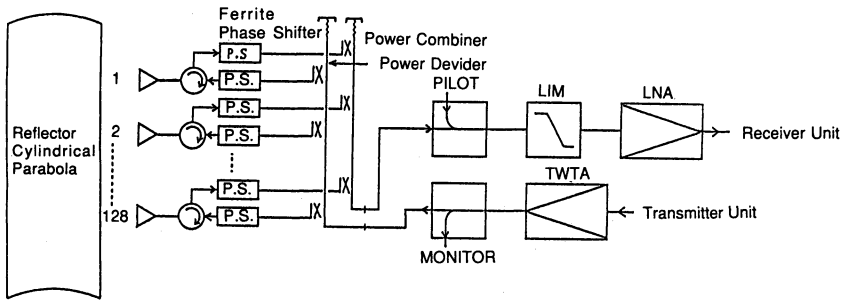 Ferrite
Phase Shifter
P.S
Power Combiner
1
P.S.
Power Devider
PILOT
LIM
LNA
P.S.
Reflector
Cylindrical
Parabola
2
P.S.
Receiver Unit
P.S.
TWTA
128
P.S.
Transmitter Unit
MONITOR